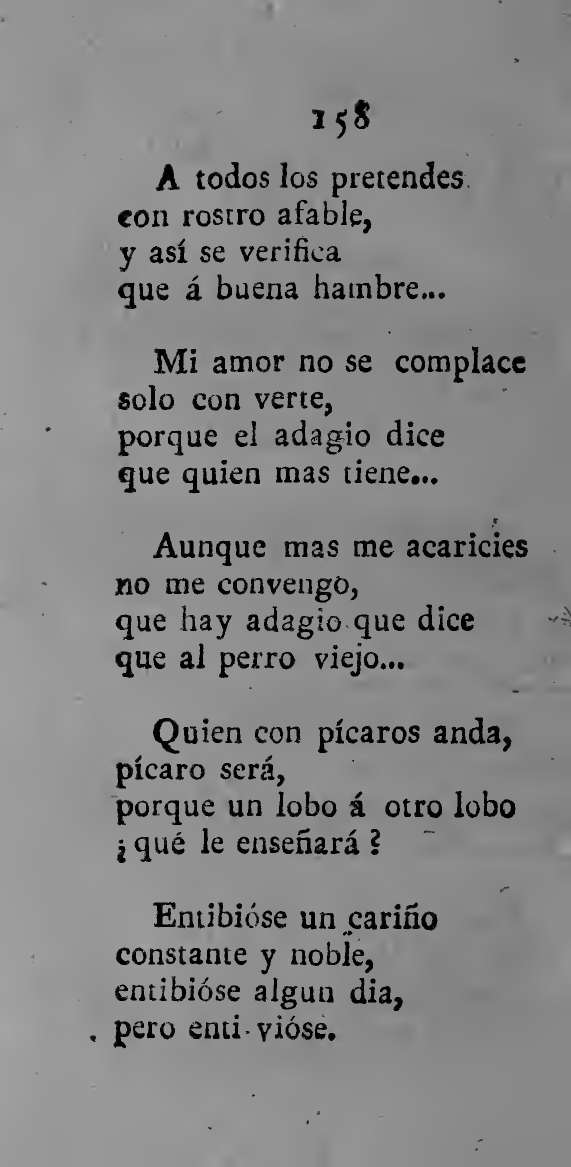 158
A todos los pretendes
con rostro afable,
y así se verifica
que á buena hambre...
Mi amor no se complace
solo con verte,
porque el adagio dice
que quien mas tiene...
Aunque mas me acaricies
no me convengo,
que hay adagio que dice
que al perro viejo...
Quien con pícaros anda,
pícaro será,
porque un lobo á otro lobo
¿qué le enseñará?
Entibióse un cariño
constante y noble,
entibióse algun dia,
pero enti-vióse.